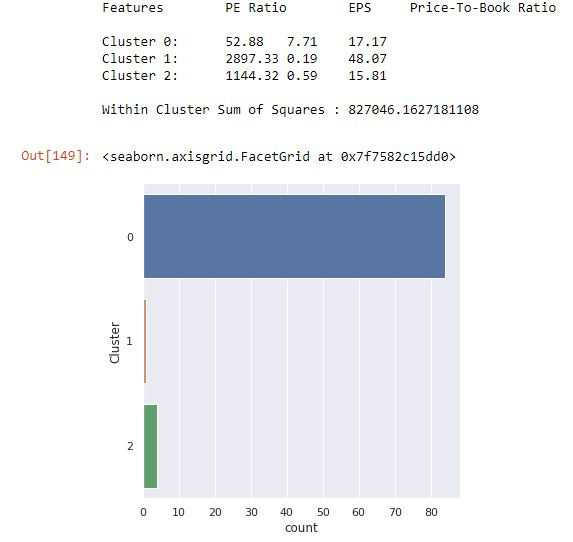 Features PE Ratio EPS Price-To-Book Ratio
Cluster 0: 52.88 7.71 17.17
Cluster 1: 2897.33 0.19 48.07
Cluster 2: 1144.32 0.59 15.81
Within Cluster Sum of Squares : 827046.1627181108
Out[149]: <seaborn.axisgrid.FacetGrid at 0x7f7582c15dd0>
0
1
2
Cluster
0 10 20 30 40 50 60 70 80
count